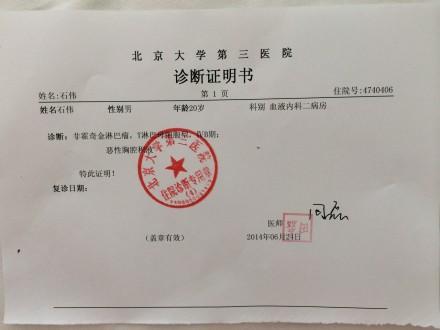 北京大学第三医院
诊断证明书
姓名:石伟 第 1 页 住院号:4740406
姓名石伟 性别男 年龄20岁 科别 血液内科二病房
诊断: 非霍奇金淋巴瘤, T淋巴母细胞型, IVB期;
恶性胸腔积液
特此证明!
复诊日期:
北京大学第三医院
住院诊断专用章
医师
(盖章有效) 2014年06月24日